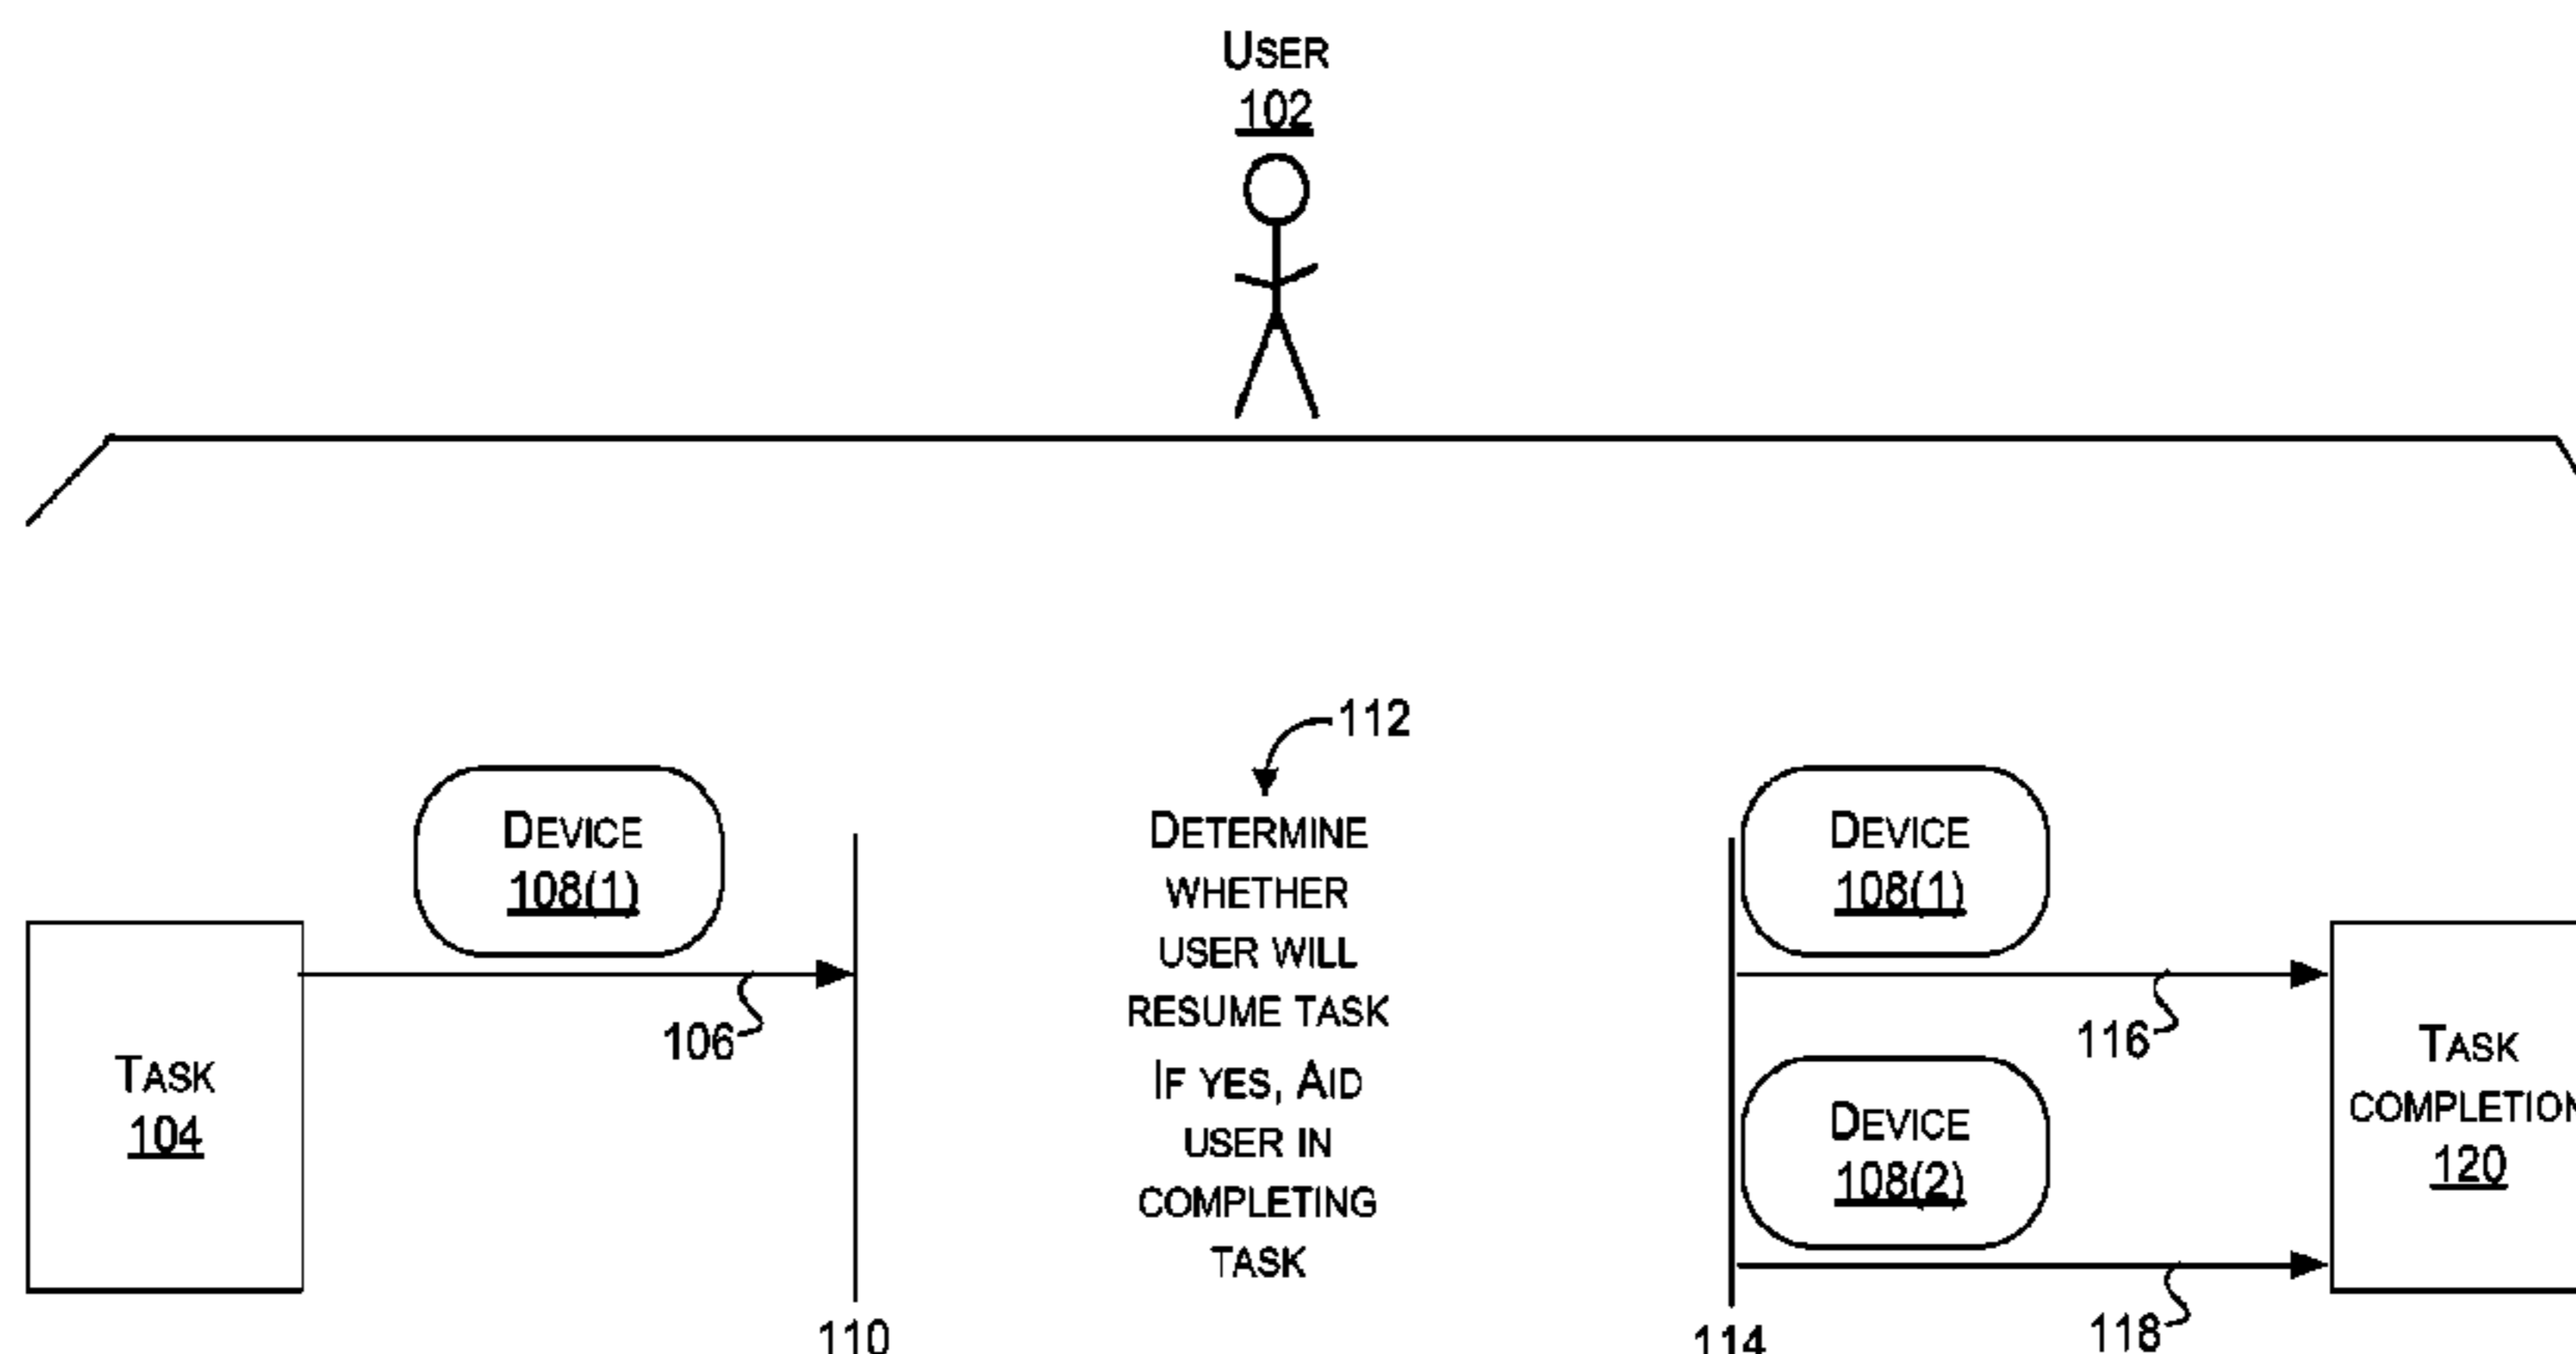 USER
102
112
DEVICE
108(1)
DETERMINE
WHETHER
USER WILL
RESUME TASK
IF YES, AID
USER IN
COMPLETING
TASK
DEVICE
108(1)
106
116
TASK
104
DEVICE
108(2)
TASK
COMPLETION
120
110
114
118